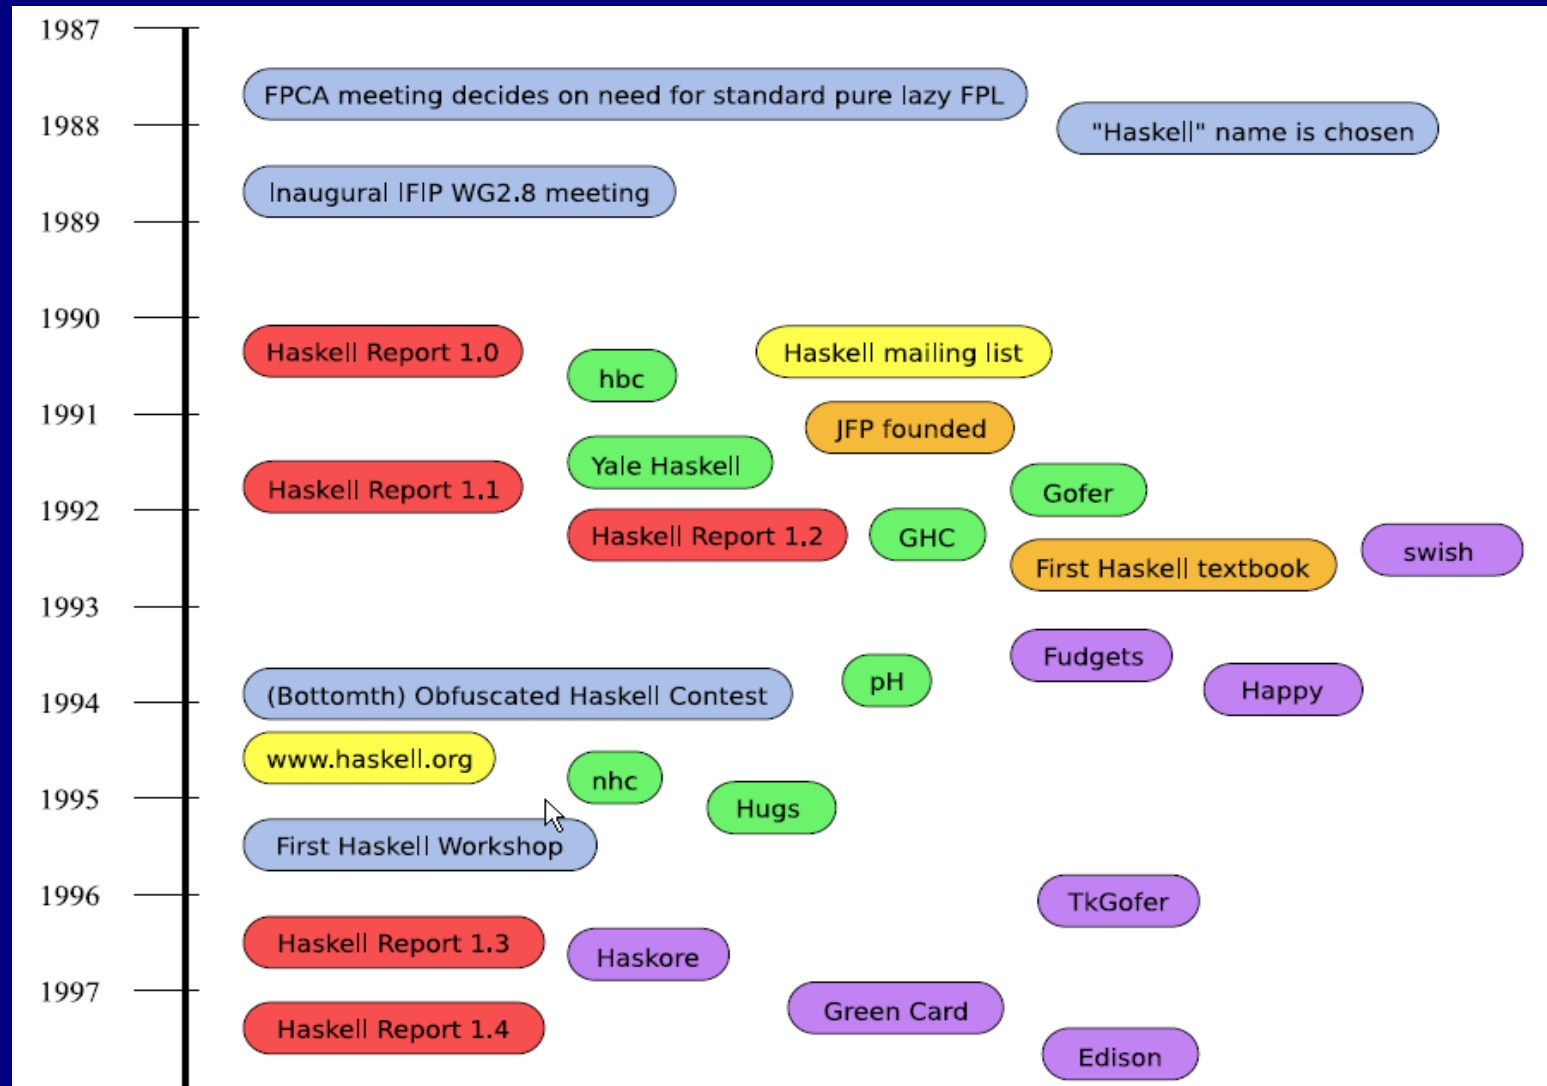 1987
FPCA meeting decides on need for standard pure lazy FPL
1988
"Haskell" name is chosen
Inaugural IFIP WG2.8 meeting
1989
1990
Haskell Report 1.0
Haskell mailing list
hbc
1991
JFP founded
Yale Haskell
Haskell Report 1.1
Gofer
1992
Haskell Report 1.2
GHC
swish
First Haskell textbook
1993
Fudgets
pH
Happy
(Bottomth) Obfuscated Haskell Contest
1994
www.haskell.org
nhc
1995
Hugs
First Haskell Workshop
1996
TkGofer
Haskell Report 1.3
Haskore
1997
Green Card
Haskell Report 1.4
Edison